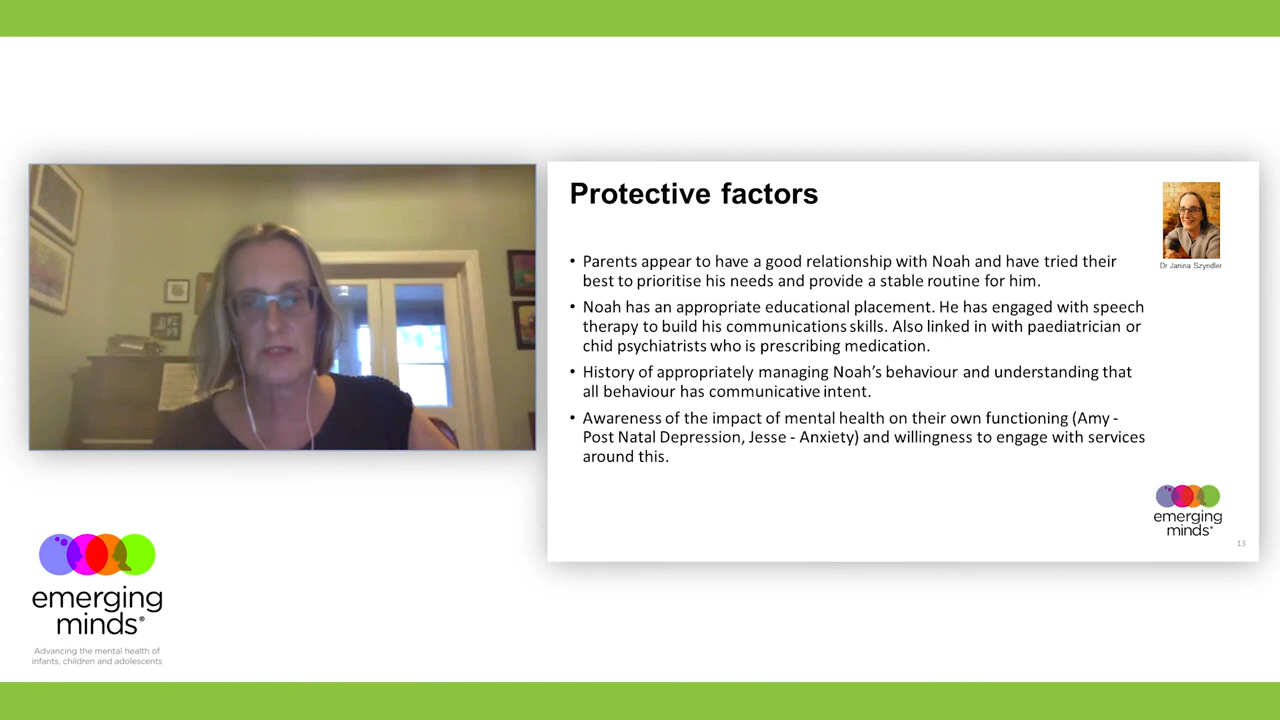 Protective factors
Dr Janina Szyndler
• Parents appear to have a good relationship with Noah and have tried their
best to prioritise his needs and provide a stable routine for him.
• Noah has an appropriate educational placement. He has engaged with speech
therapy to build his communications skills. Also linked in with paediatrician or
chid psychiatrists who is prescribing medication.
• History of appropriately managing Noah’s behaviour and understanding that
all behaviour has communicative intent.
• Awareness of the impact of mental health on their own functioning (Amy -
Post Natal Depression, Jesse - Anxiety) and willingness to engage with services
around this.
emerging
minds®
13
emerging
minds®
Advancing the mental health of
infants, children and adolescents